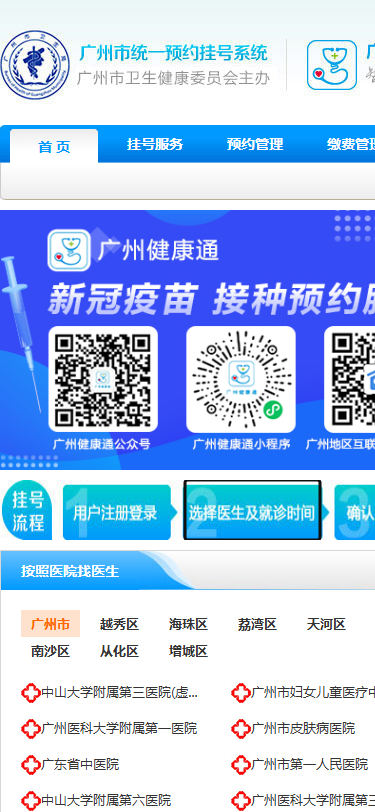 广州市统一预约挂号系统
广州市卫生健康委员会主办
首 页 挂号服务 预约管理 缴费管
广州健康通
新冠疫苗 接种预约服
广州健康通公众号 广州健康通小程序 广州地区互联
挂号
流程
1 用户注册登录 2 选择医生及就诊时间 3 确认
按照医院找医生
广州市 越秀区 海珠区 荔湾区 天河区
南沙区 从化区 增城区
中山大学附属第三医院(虚... 广州市妇女儿童医疗中
广州医科大学附属第一医院 广州市皮肤病医院
广东省中医院 广州市第一人民医院
中山大学附属第六医院 广州医科大学附属第三